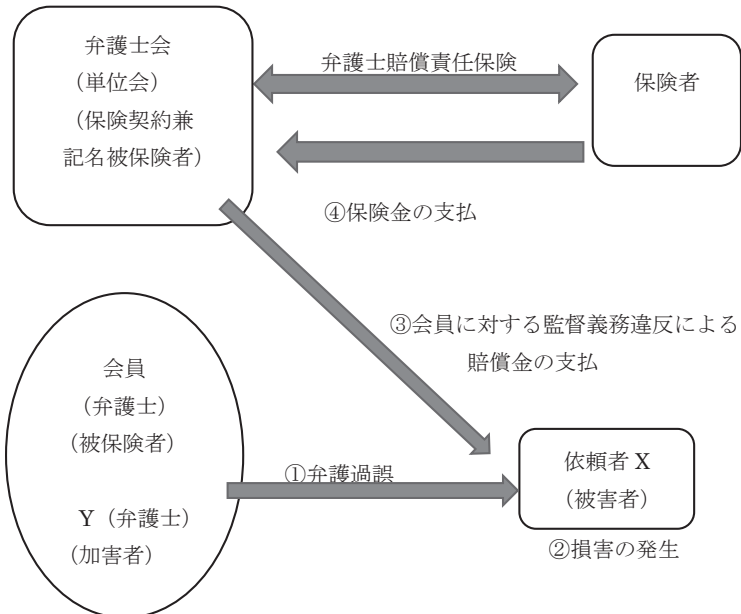 弁護士会
（単位会）
（保険契約兼
記名被保険者）
弁護士賠償責任保険
保険者
④保険金の支払
③会員に対する監督義務違反による
賠償金の支払
会員
（弁護士）
（被保険者）
Y（弁護士）
（加害者）
①弁護過誤
依頼者 X
（被害者）
②損害の発生